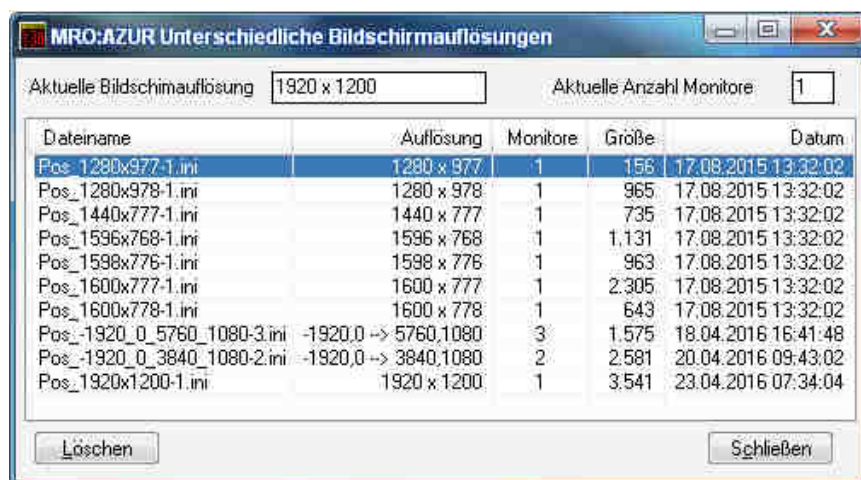 MRO:AZUR Unterschiedliche Bildschirmauflösungen
Aktuelle Bildschimauflösung 1920 x 1200 Aktuelle Anzahl Monitore 1
Dateiname Auflösung Monitore Größe Datum
Pos_1280x977-1.ini 1280 x 977 1 156 17.08.2015 13:32:02
Pos_1280x978-1.ini 1280 x 978 1 965 17.08.2015 13:32:02
Pos_1440x777-1.ini 1440 x 777 1 735 17.08.2015 13:32:02
Pos_1596x768-1.ini 1596 x 768 1 1.131 17.08.2015 13:32:02
Pos_1598x776-1.ini 1598 x 776 1 963 17.08.2015 13:32:02
Pos_1600x777-1.ini 1600 x 777 1 2.305 17.08.2015 13:32:02
Pos_1600x778-1.ini 1600 x 778 1 643 17.08.2015 13:32:02
Pos_-1920_0_5760_1080-3.ini -1920,0 --> 5760,1080 3 1.575 18.04.2016 16:41:48
Pos_-1920_0_3840_1080-2.ini -1920,0 --> 3840,1080 2 2.581 20.04.2016 09:43:02
Pos_1920x1200-1.ini 1920 x 1200 1 3.541 23.04.2016 07:34:04
Löschen Schließen